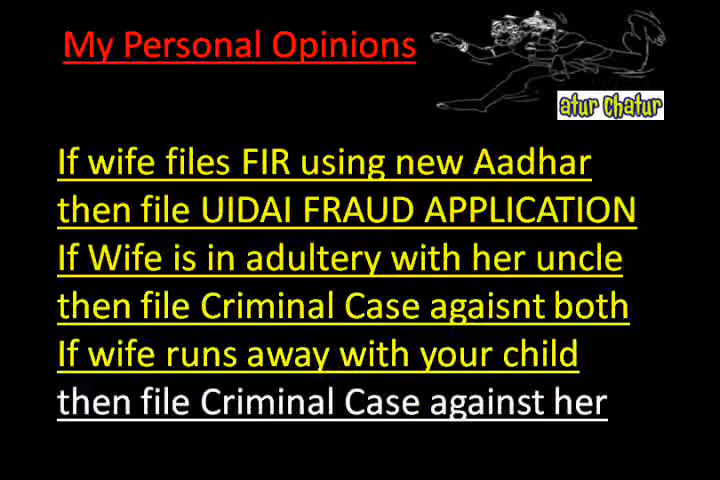 My Personal Opinions
atur chatur
If wife files FIR using new Aadhar
then file UIDAI FRAUD APPLICATION
If Wife is in adultery with her uncle
then file Criminal Case agaisnt both
If wife runs away with your child
then file Criminal Case against her